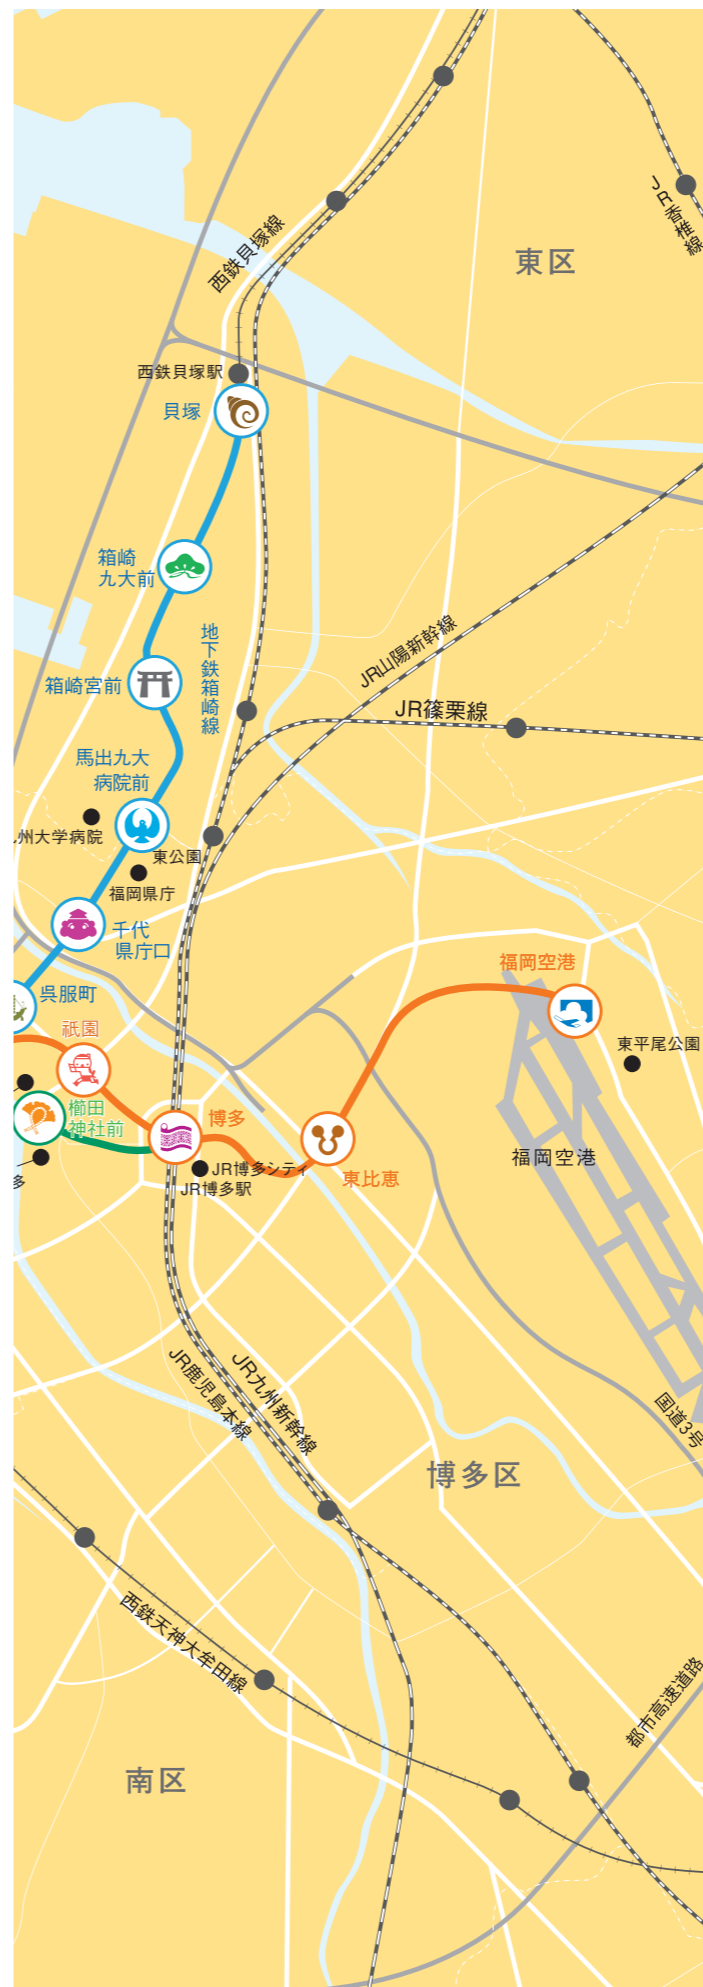 JR香椎線
東区
西鉄貝塚線
西鉄貝塚駅
貝塚
箱崎
九大前
地下鉄箱崎線
JR山陽新幹線
箱崎宮前
JR篠栗線
馬出九大
病院前
州大学病院
東公園
福岡県庁
千代
県庁口
福岡空港
呉服町
祇園
東平尾公園
櫛田
神社前
博多
福岡空港
JR博多シティ
東比恵
多
JR博多駅
JR九州新幹線
JR鹿児島本線
国道3号
博多区
西鉄天神大牟田線
都市高速道路
南区